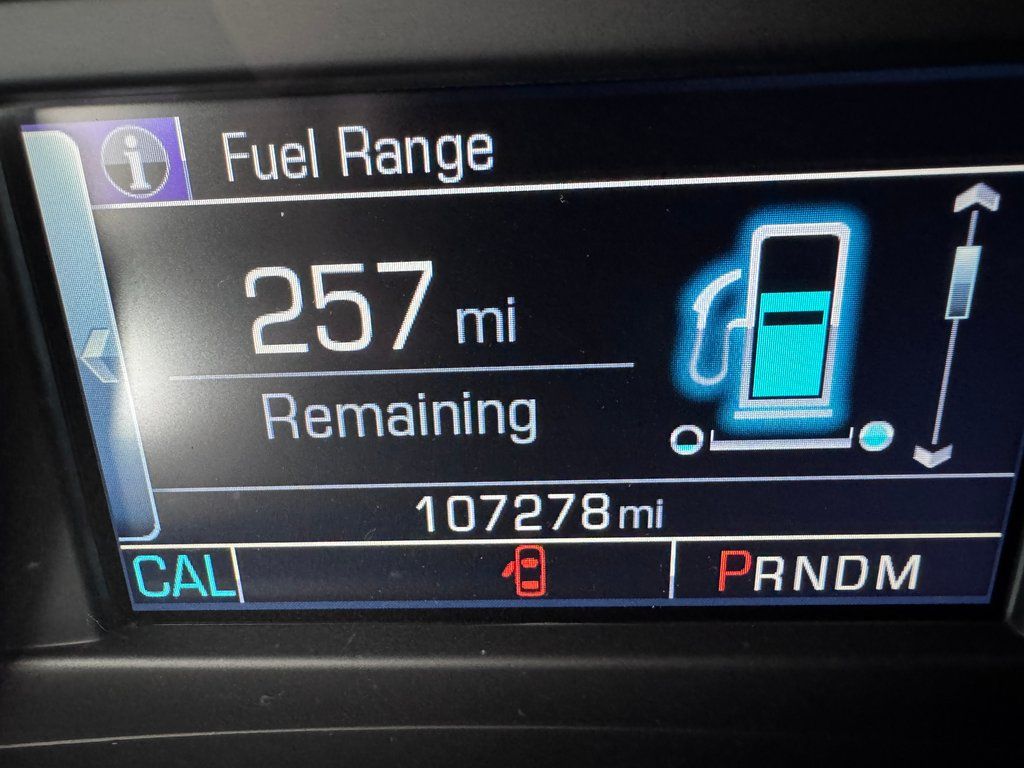 i Fuel Range
257 mi
Remaining
107278 mi
CAL PRNDM